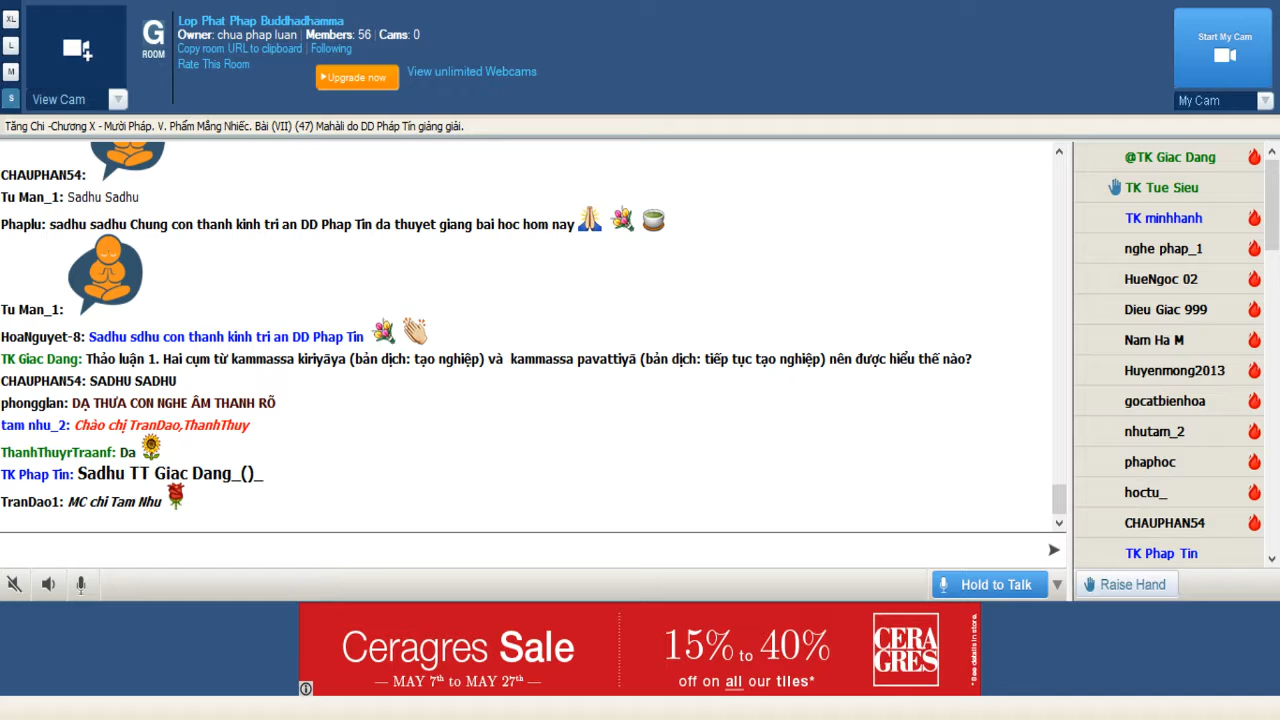 XL
L
M
S
View Cam
G
ROOM
Lop Phat Phap Buddhadhamma
Owner: chua phap luan | Members: 56 | Cams: 0
Copy room URL to clipboard | Following
Rate This Room
Upgrade now
View unlimited Webcams
Start My Cam
My Cam
Tăng Chi -Chương X - Mười Pháp. V. Phẩm Mắng Nhiếc. Bài (VII) (47) Mahàli do DD Pháp Tín giảng giải.
CHAUPHAN54:
Tu Man_1: Sadhu Sadhu
Phaplu: sadhu sadhu Chung con thanh kinh tri an DD Phap Tin da thuyet giang bai hoc hom nay
Tu Man_1:
HoaNguyet-8: Sadhu sdhu con thanh kinh tri an DD Phap Tin
TK Giac Dang: Thảo luận 1. Hai cụm từ kammassa kiriyāya (bản dịch: tạo nghiệp) và kammassa pavattiyā (bản dịch: tiếp tục tạo nghiệp) nên được hiểu thế nào?
CHAUPHAN54: SADHU SADHU
phongglan: DẠ THƯA CON NGHE ÂM THANH RÕ
tam nhu_2: Chào chị TranDao,ThanhThuy
ThanhThuyrTraanf: Da
TK Phap Tin: Sadhu TT Giac Dang_()_
TranDao1: MC chi Tam Nhu
@TK Giac Dang
TK Tue Sieu
TK minhhanh
nghe phap_1
HueNgoc 02
Dieu Giac 999
Nam Ha M
Huyenmong2013
gocatbienhoa
nhutam_2
phaphoc
hoctu_
CHAUPHAN54
TK Phap Tin
Hold to Talk
Raise Hand
Ceragres Sale
— MAY 7th to MAY 27th —
15% to 40%
off on all our tiles*
CERA
GRES
*See details in store.